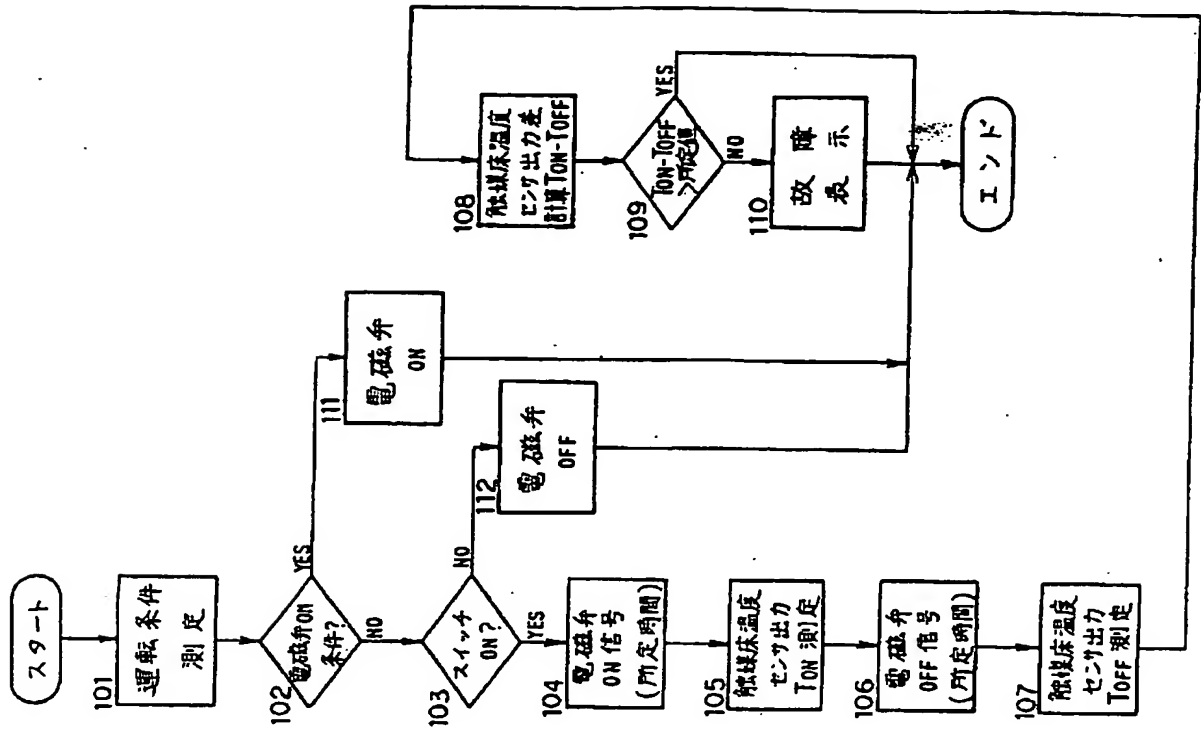 スタート
101
運転条件
測定
102
電磁弁ON
条件?
YES
NO
111
電磁弁
ON
103
スイッチ
ON?
NO
YES
112
電磁弁
OFF
104
電磁弁
ON信号
(所定時間)
105
触媒床温度
センサ出力
TON測定
106
電磁弁
OFF信号
(所定時間)
107
触媒床温度
センサ出力
TOFF測定
108
触媒床温度
センサ出力差
計算TON-TOFF
109
TON-TOFF
>所定値
YES
NO
110
故障
表示
エンド